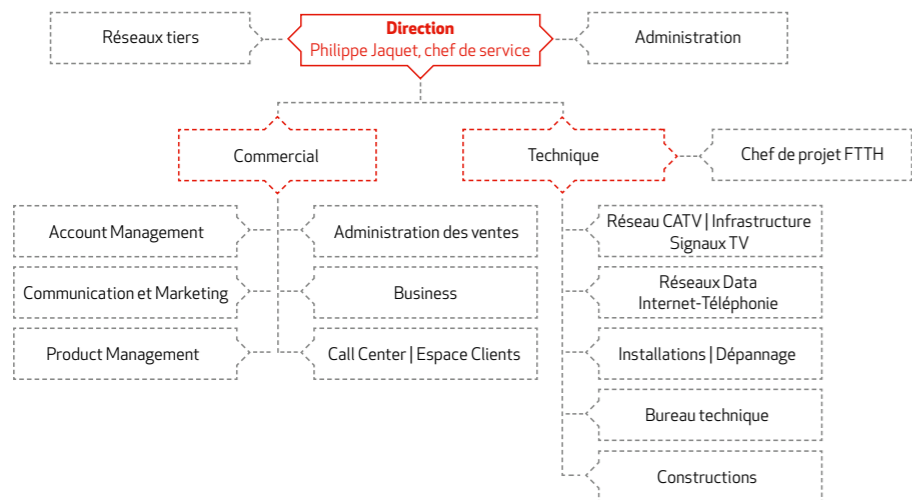 Direction
Réseaux tiers
Philippe Jaquet, chef de service
Administration
Commercial
Technique
Chef de projet FTTH
Account Management
Administration des ventes
Réseau CATV | Infrastructure
Signaux TV
Communication et Marketing
Business
Réseaux Data
Internet-Téléphonie
Product Management
Call Center | Espace Clients
Installations | Dépannage
Bureau technique
Constructions